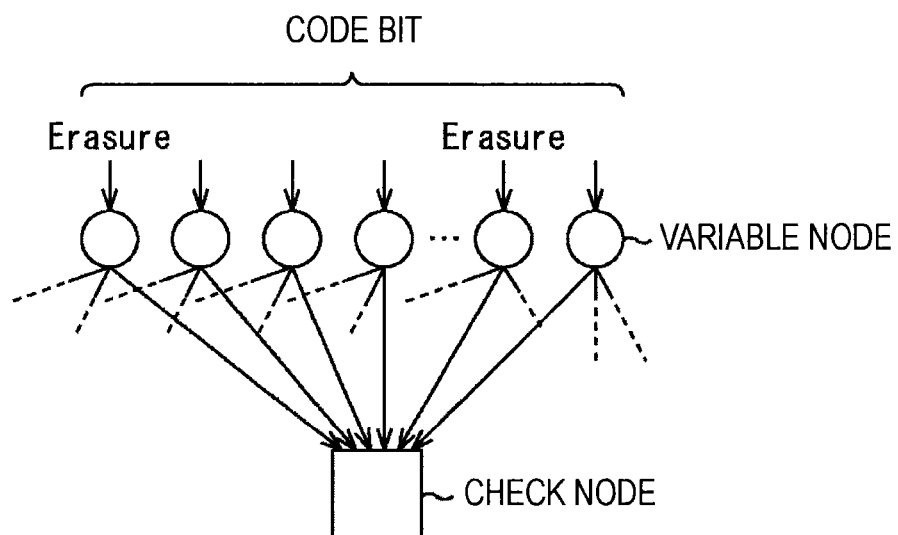 CODE BIT
Erasure Erasure
... VARIABLE NODE
CHECK NODE